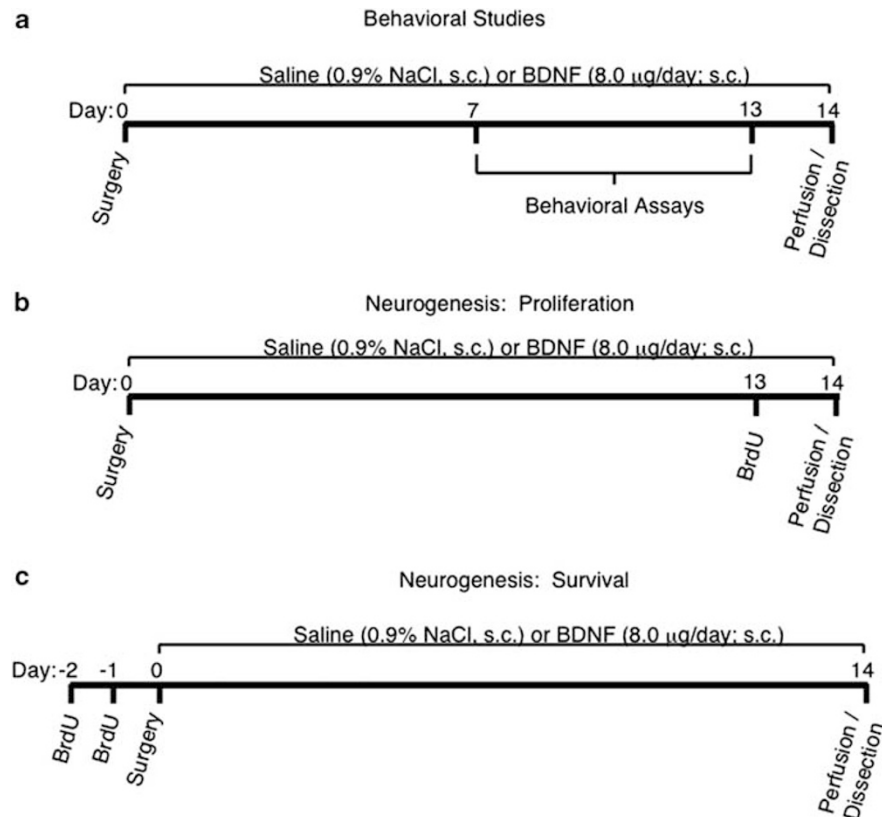 a
Behavioral Studies
Saline (0.9% NaCl, s.c.) or BDNF (8.0 μg/day; s.c.)
Day: 0 7 13 14
Surgery
Behavioral Assays
Perfusion /
Dissection
b
Neurogenesis: Proliferation
Saline (0.9% NaCl, s.c.) or BDNF (8.0 μg/day; s.c.)
Day: 0 13 14
Surgery
BrdU
Perfusion /
Dissection
c
Neurogenesis: Survival
Saline (0.9% NaCl, s.c.) or BDNF (8.0 μg/day; s.c.)
Day: -2 -1 0 14
BrdU
BrdU
Surgery
Perfusion /
Dissection